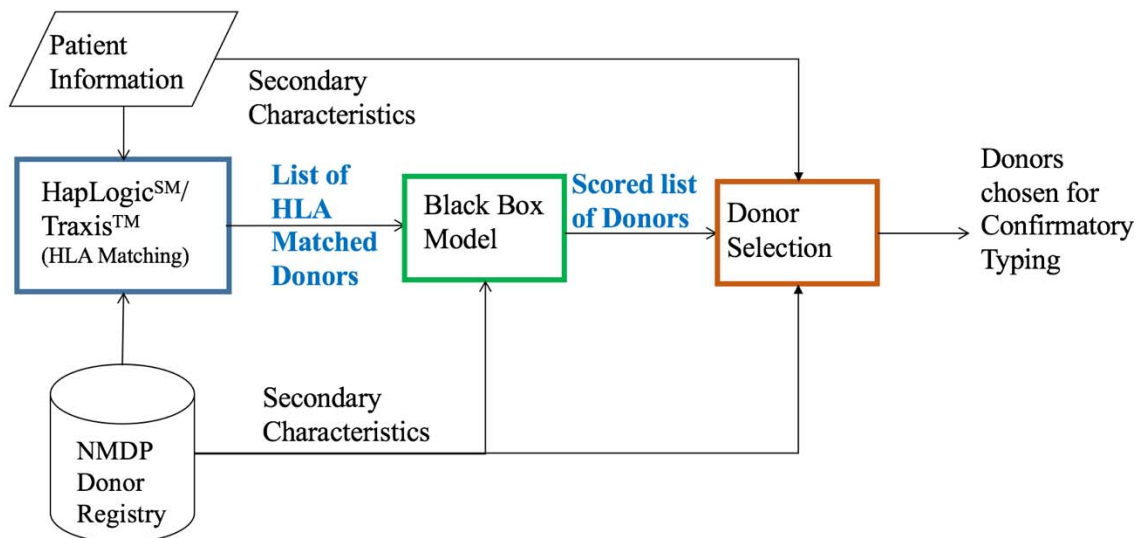 Patient
Information
Secondary
Characteristics
HapLogic℠/
Traxis™
(HLA Matching)
List of
HLA
Matched
Donors
Black Box
Model
Scored list
of Donors
Donor
Selection
Donors
chosen for
Confirmatory
Typing
Secondary
Characteristics
NMDP
Donor
Registry